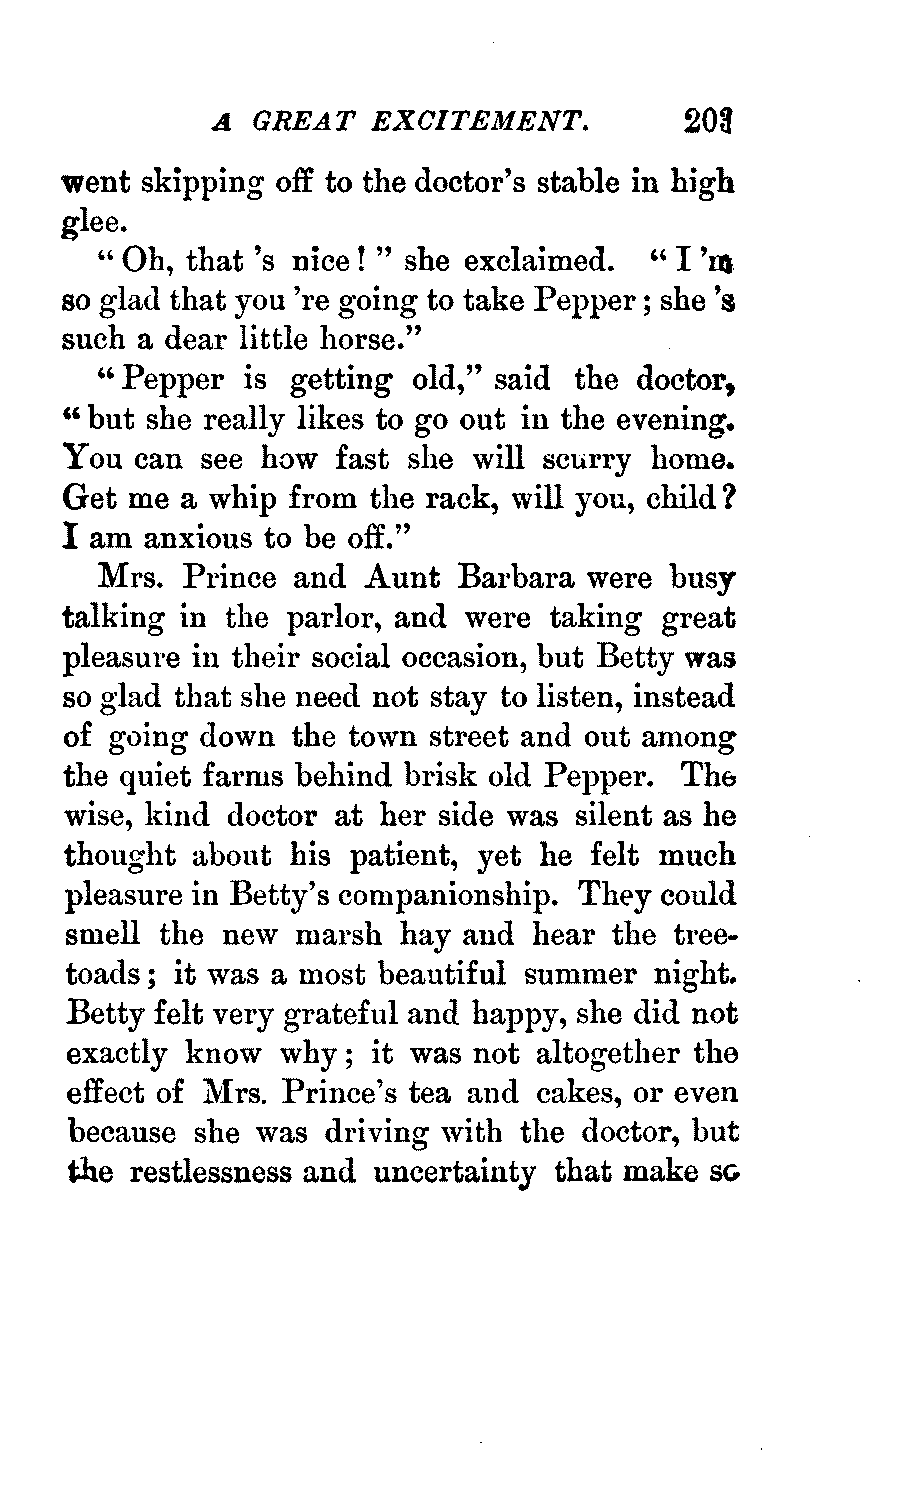 A GREAT EXCITEMENT. 203
went skipping off to the doctor's stable in high
glee.
"Oh, that 's nice!" she exclaimed. "I 'm
so glad that you 're going to take Pepper; she 's
such a dear little horse."
"Pepper is getting old," said the doctor,
"but she really likes to go out in the evening.
You can see how fast she will scurry home.
Get me a whip from the rack, will you, child?
I am anxious to be off."
Mrs. Prince and Aunt Barbara were busy
talking in the parlor, and were taking great
pleasure in their social occasion, but Betty was
so glad that she need not stay to listen, instead
of going down the town street and out among
the quiet farms behind brisk old Pepper. The
wise, kind doctor at her side was silent as he
thought about his patient, yet he felt much
pleasure in Betty's companionship. They could
smell the new marsh hay and hear the tree-
toads; it was a most beautiful summer night.
Betty felt very grateful and happy, she did not
exactly know why; it was not altogether the
effect of Mrs. Prince's tea and cakes, or even
because she was driving with the doctor, but
the restlessness and uncertainty that make so